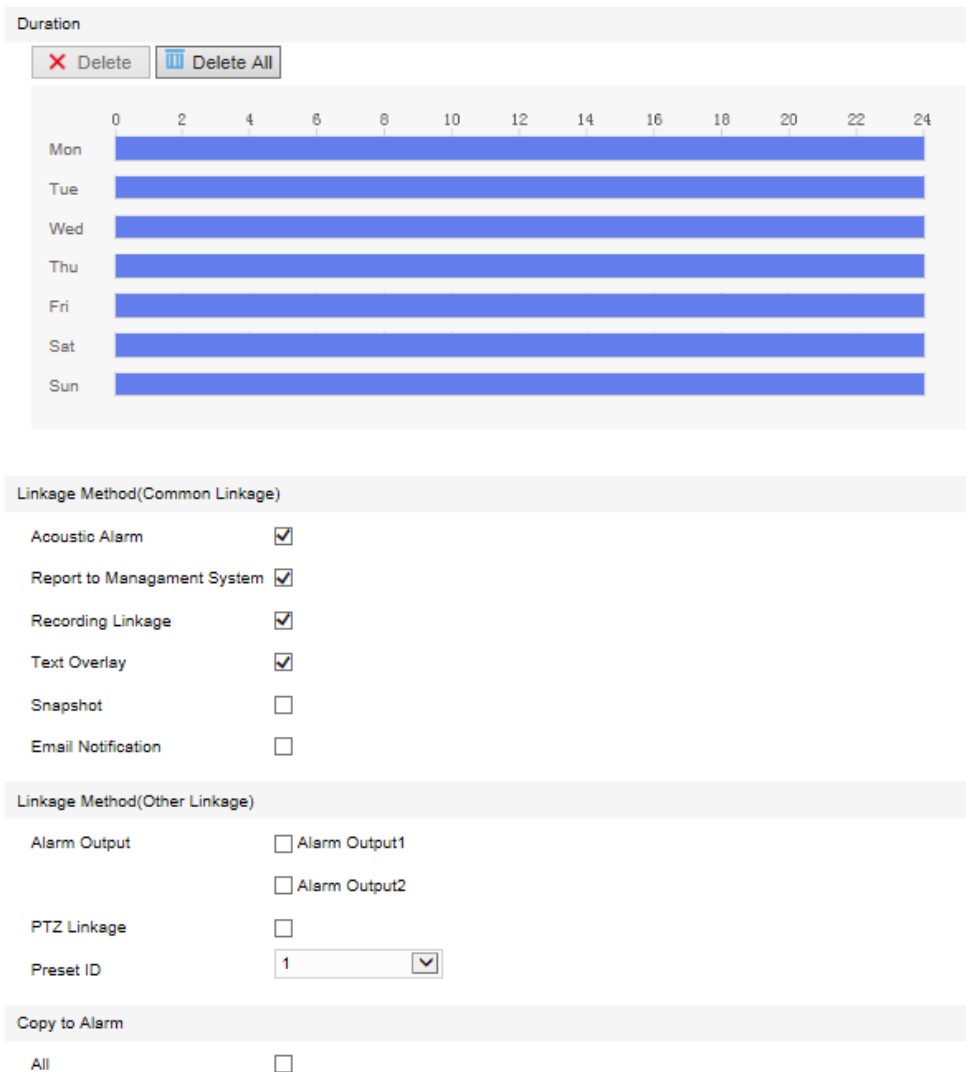 Duration
Delete Delete All
0 2 4 6 8 10 12 14 16 18 20 22 24
Mon
Tue
Wed
Thu
Fri
Sat
Sun
Linkage Method(Common Linkage)
Acoustic Alarm
Report to Managament System
Recording Linkage
Text Overlay
Snapshot
Email Notification
Linkage Method(Other Linkage)
Alarm Output Alarm Output1
Alarm Output2
PTZ Linkage
Preset ID 1
Copy to Alarm
All